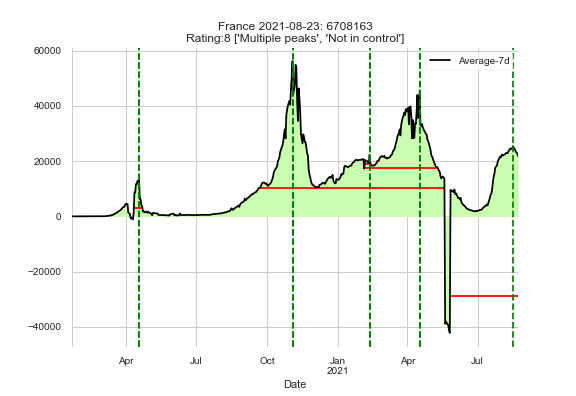 France 2021-08-23: 6708163
Rating:8 ['Multiple peaks', 'Not in control']
Average-7d
60000
40000
20000
0
−20000
−40000
Apr Jul Oct Jan Apr Jul
2021
Date